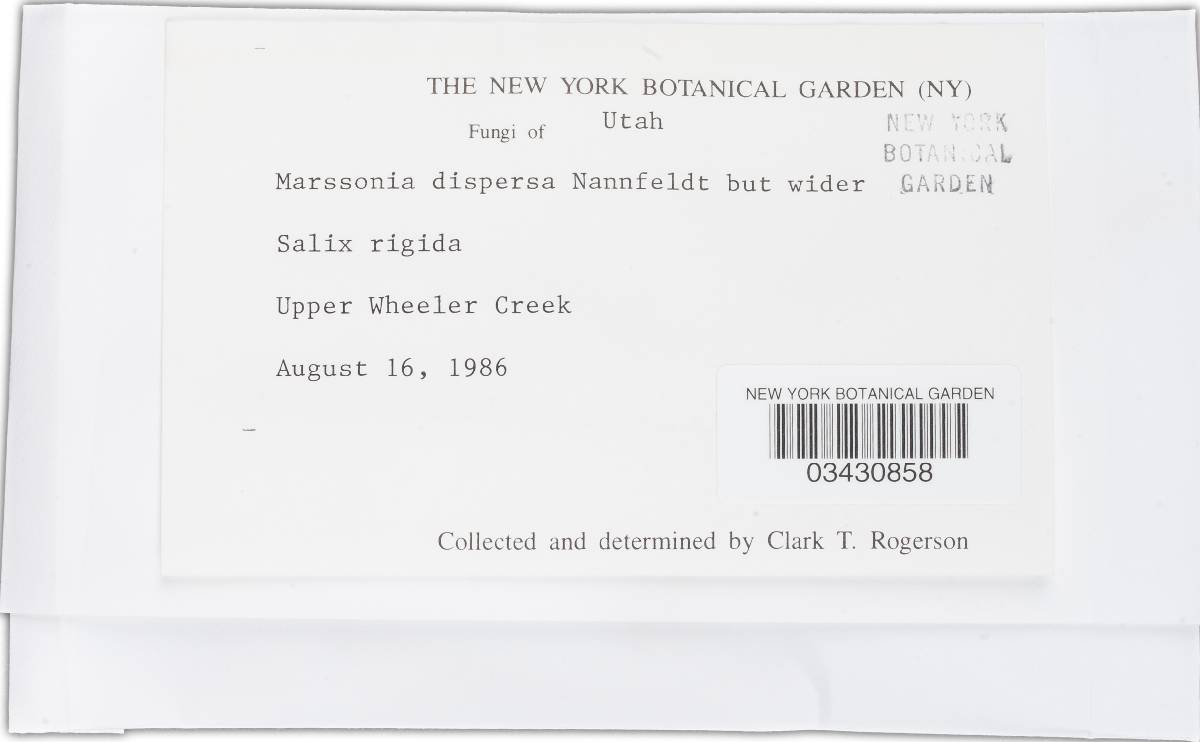 THE NEW YORK BOTANICAL GARDEN (NY)
Fungi of Utah
NEW YORK
BOTANICAL
GARDEN
Marssonia dispersa Nannfeldt but wider
Salix rigida
Upper Wheeler Creek
August 16, 1986
NEW YORK BOTANICAL GARDEN
03430858
Collected and determined by Clark T. Rogerson